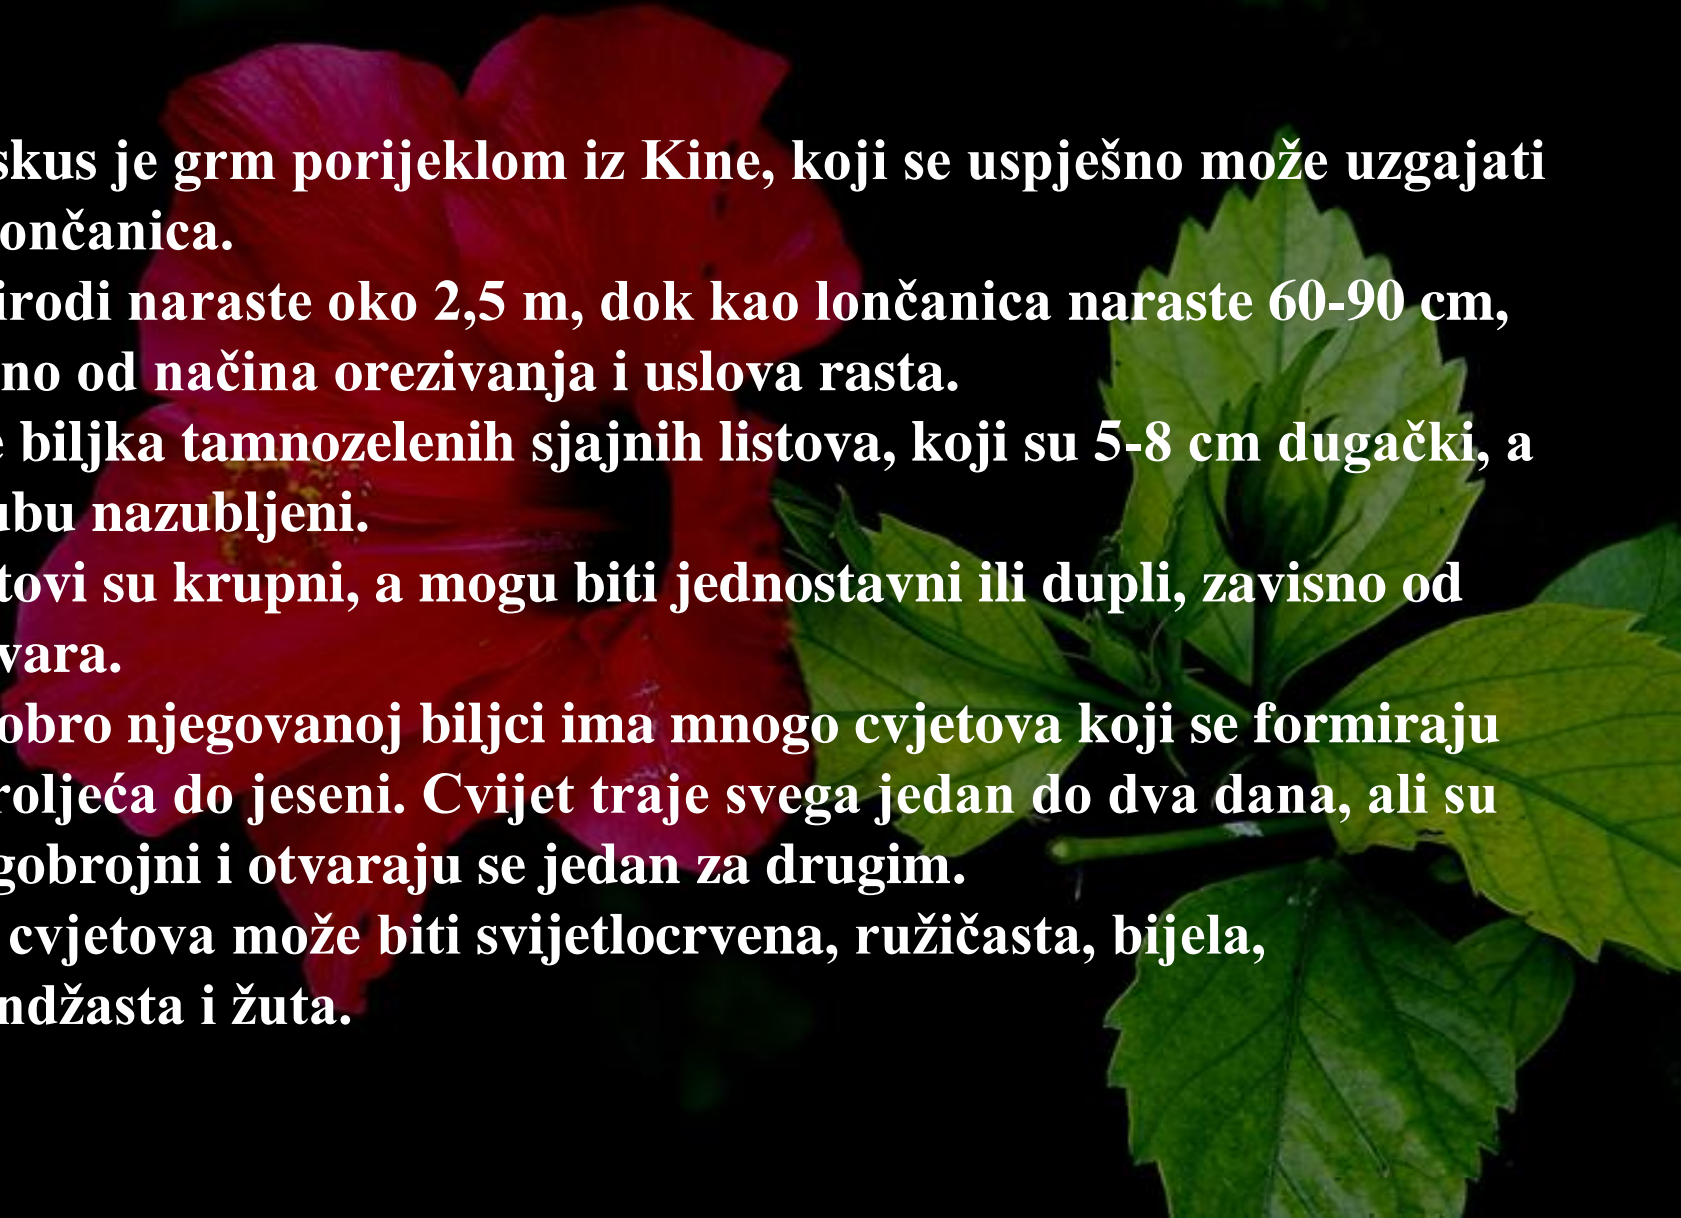 skus je grm porijeklom iz Kine, koji se uspješno može uzgajati
ončanica.
irodi naraste oko 2,5 m, dok kao lončanica naraste 60-90 cm,
no od načina orezivanja i uslova rasta.
e biljka tamnozelenih sjajnih listova, koji su 5-8 cm dugački, a
ubu nazubljeni.
tovi su krupni, a mogu biti jednostavni ili dupli, zavisno od
vara.
obro njegovanoj biljci ima mnogo cvjetova koji se formiraju
roljeća do jeseni. Cvijet traje svega jedan do dva dana, ali su
gobrojni i otvaraju se jedan za drugim.
cvjetova može biti svijetlocrvena, ružičasta, bijela,
ndžasta i žuta.